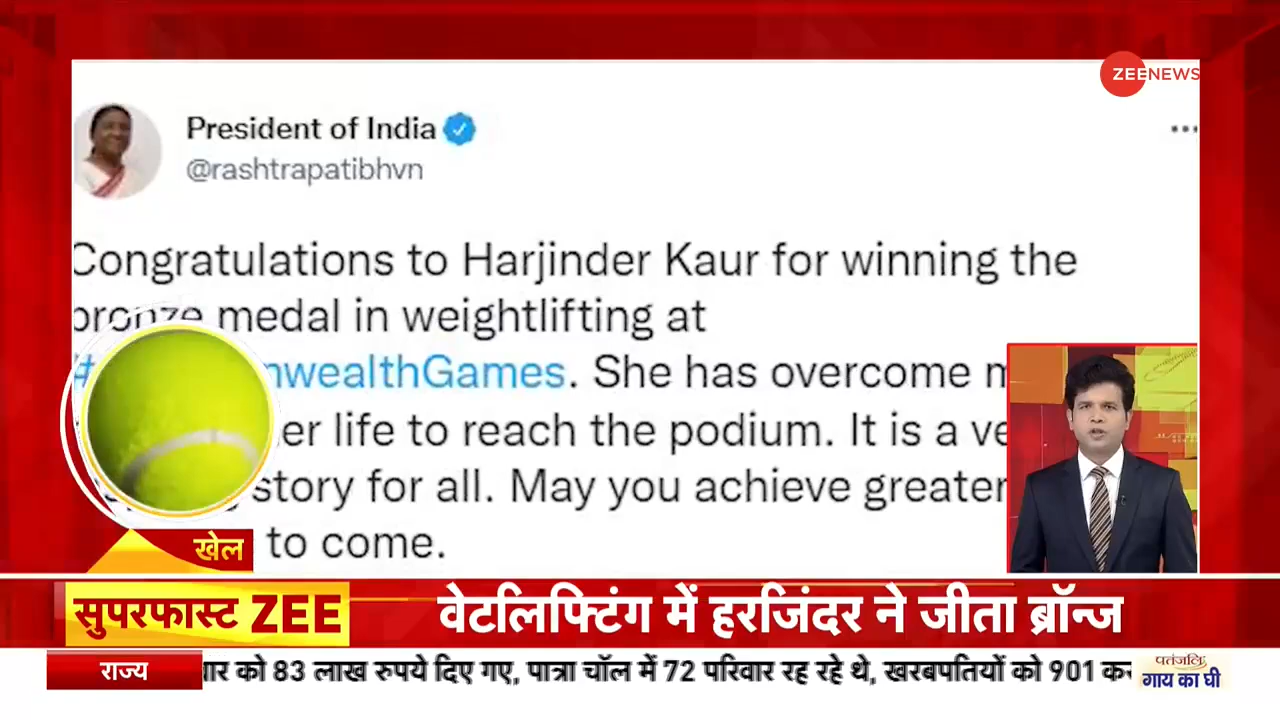 ZEENEWS
President of India
@rashtrapatibhvn
Congratulations to Harjinder Kaur for winning the
bronze medal in weightlifting at
nwealthGames. She has overcome
life to reach the podium. It is a
story for all. May you achieve greater
to come.
खेल
सुपरफास्ट ZEE
वेटलिफ्टिंग में हरजिंदर ने जीता ब्रॉन्ज
राज्य
को 83 लाख रुपये दिए गए, पात्रा चॉल में 72 परिवार रह रहे थे, खरबपतियों को 901
पतंजलि
गाय का घी